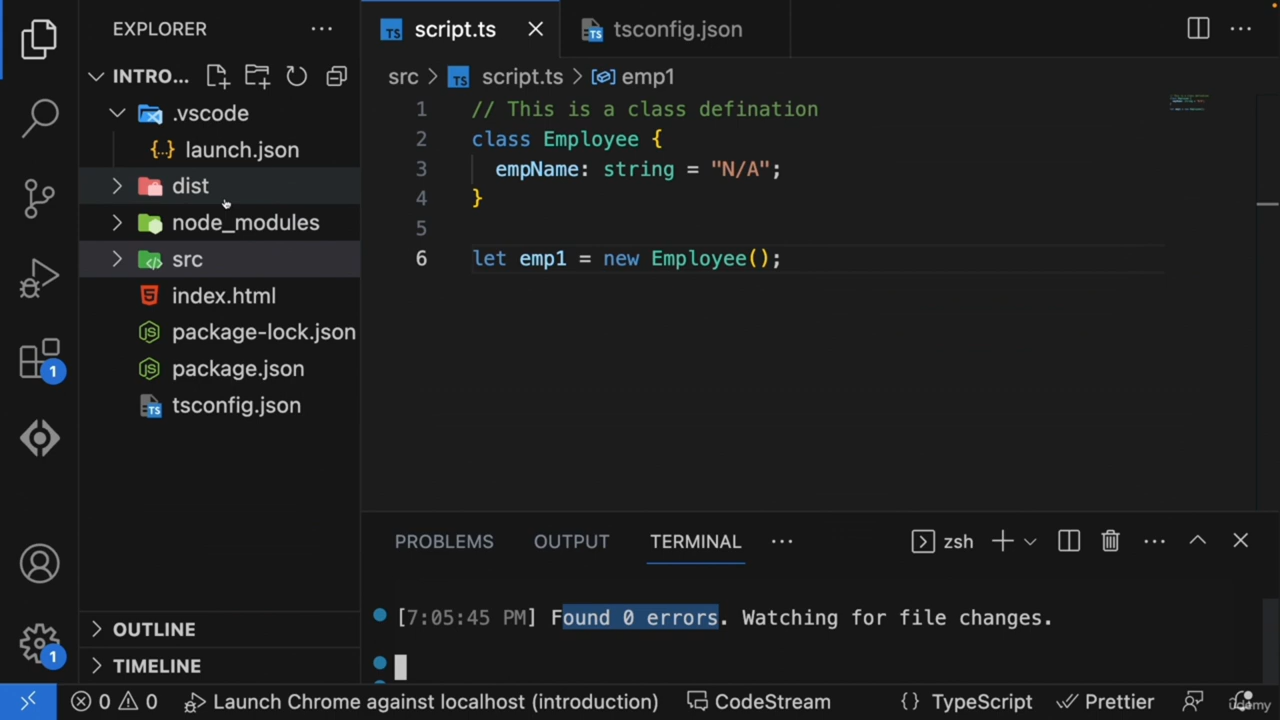 EXPLORER
INTRO...
.vscode
launch.json
dist
node_modules
src
index.html
package-lock.json
package.json
tsconfig.json
OUTLINE
TIMELINE
script.ts
tsconfig.json
src > script.ts > emp1
1 // This is a class defination
2 class Employee {
3 empName: string = "N/A";
4 }
5
6 let emp1 = new Employee();
PROBLEMS OUTPUT TERMINAL ··· zsh
[7:05:45 PM] Found 0 errors. Watching for file changes.
1
1
0 0 Launch Chrome against localhost (introduction) CodeStream {} TypeScript Prettier
udemy